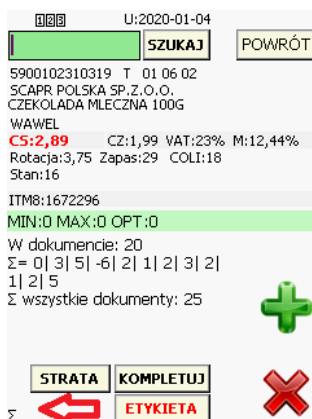 123 U:2020-01-04
SZUKAJ POWRÓT
5900102310319 T 01 06 02
SCAPR POLSKA SP.Z.O.O.
CZEKOLADA MLECZNA 100G
WAWEL
CS:2,89 CZ:1,99 VAT:23% M:12,44%
Rotacja:3,75 Zapas:29 COLI:18
Stan:16
ITM8:1672296
MIN:0 MAX:0 OPT:0
W dokumencie: 20
Σ= 0| 3| 5| -6| 2| 1| 2| 3| 2|
1| 2| 5
Σ wszystkie dokumenty: 25
STRATA KOMPLETUJ
Σ ETYKIETA